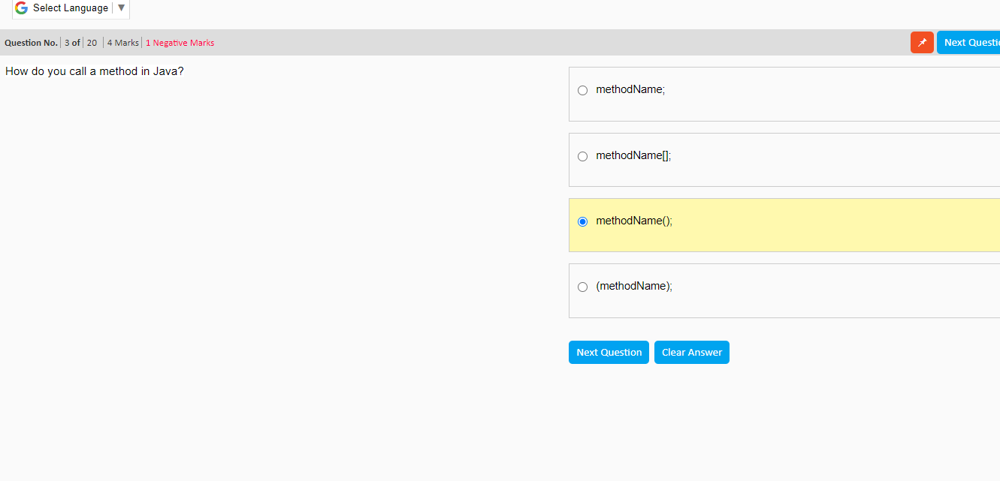 Select Language ▼
Question No. 3 of 20 4 Marks 1 Negative Marks
Next Questi
How do you call a method in Java?
methodName;
methodName[];
methodName();
(methodName);
Next Question Clear Answer